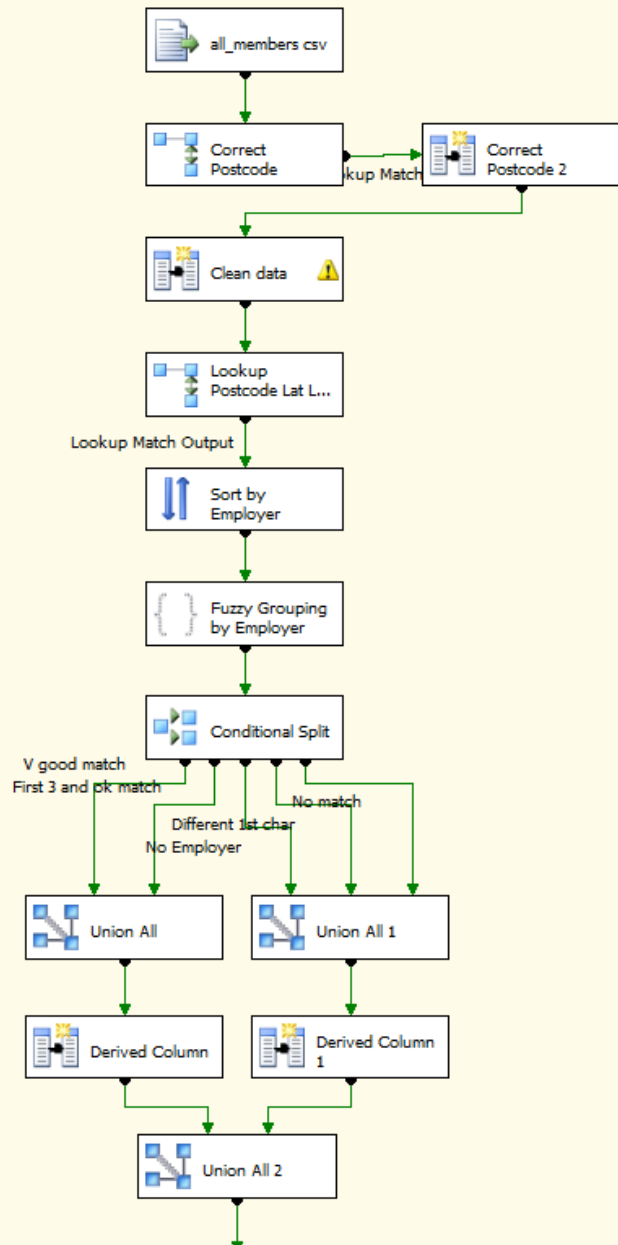 all_members csv
Correct
Postcode
okup Match
Correct
Postcode 2
Clean data
Lookup
Postcode Lat L...
Lookup Match Output
Sort by
Employer
Fuzzy Grouping
by Employer
Conditional Split
V good match
First 3 and ok match
No match
Different 1st char
No Employer
Union All
Union All 1
Derived Column
Derived Column
1
Union All 2